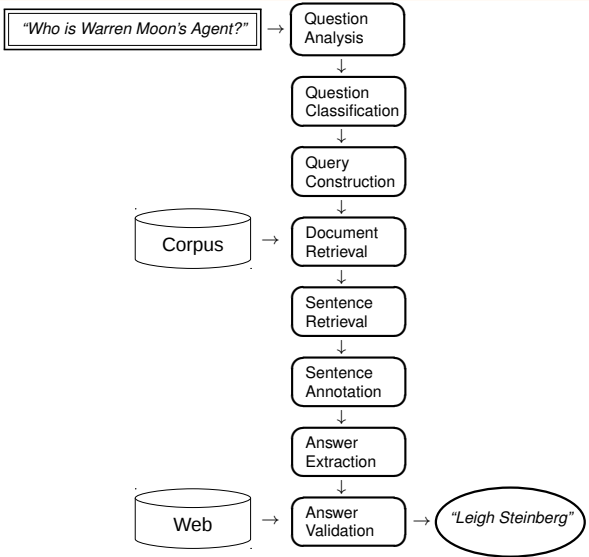 “Who is Warren Moon’s Agent?”
Question
Analysis
Question
Classification
Query
Construction
Corpus
Document
Retrieval
Sentence
Retrieval
Sentence
Annotation
Answer
Extraction
Web
Answer
Validation
“Leigh Steinberg”